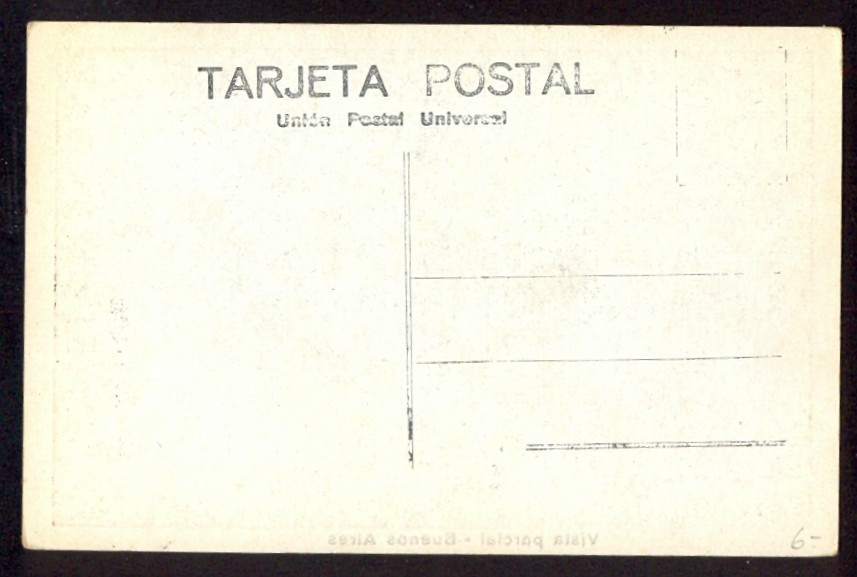 TARJETA POSTAL
Unión Postal Universal
Vista parcial - Buenos Aires
6-